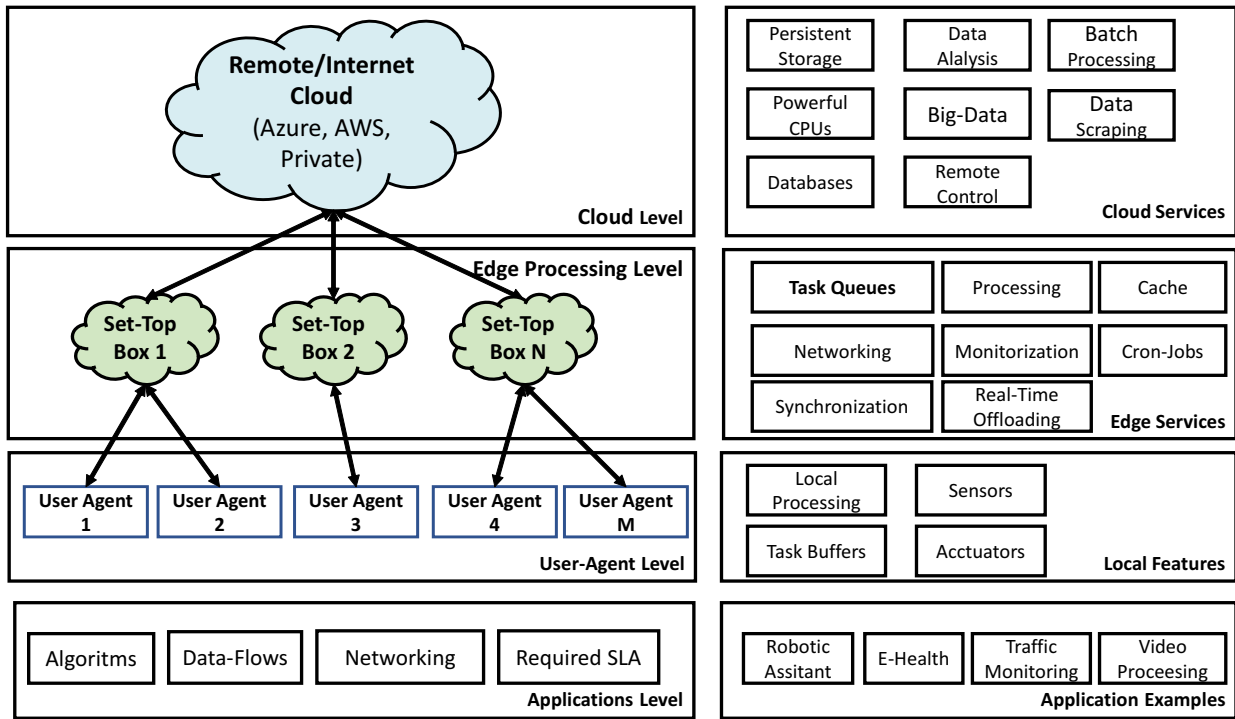 Remote/Internet
Cloud
(Azure, AWS,
Private)
Cloud Level
Persistent
Storage
Data
Alalysis
Batch
Processing
Powerful
CPUs
Big-Data
Data
Scraping
Databases
Remote
Control
Cloud Services
Edge Processing Level
Set-Top
Box 1
Set-Top
Box 2
Set-Top
Box N
Task Queues
Processing
Cache
Networking
Monitorization
Cron-Jobs
Synchronization
Real-Time
Offloading
Edge Services
User Agent
1
User Agent
2
User Agent
3
User Agent
4
User Agent
M
User-Agent Level
Local
Processing
Sensors
Task Buffers
Acctuators
Local Features
Algoritms
Data-Flows
Networking
Required SLA
Applications Level
Robotic
Assitant
E-Health
Traffic
Monitoring
Video
Proceesing
Application Examples